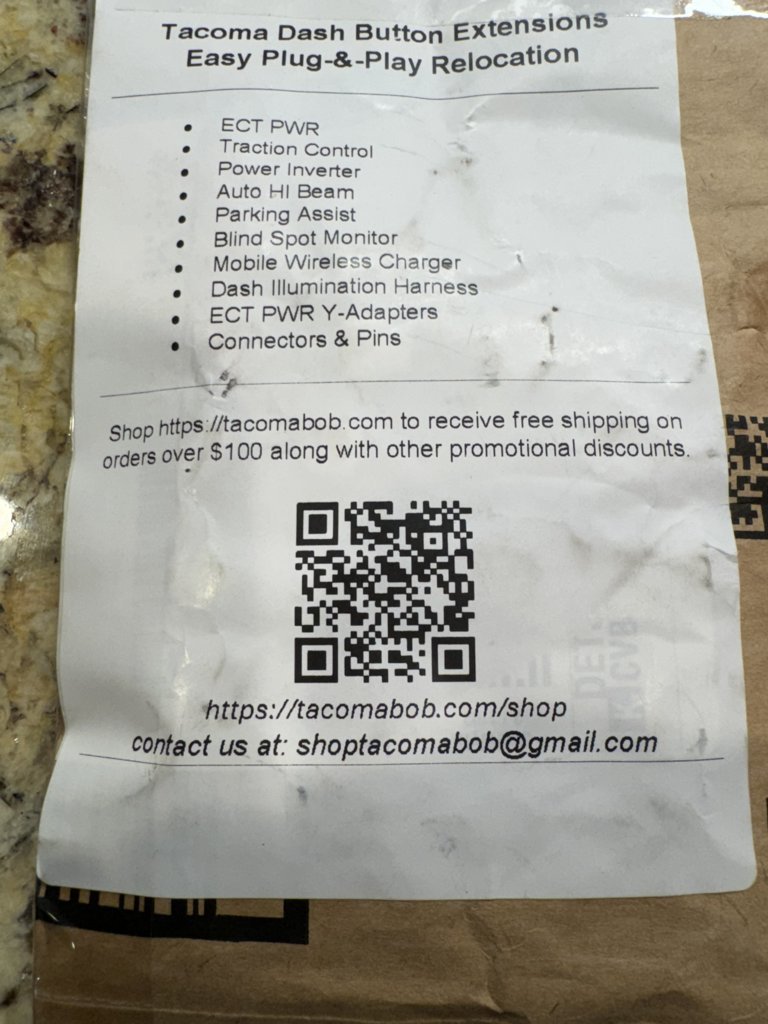 Tacoma Dash Button Extensions
Easy Plug-&-Play Relocation
• ECT PWR
• Traction Control
• Power Inverter
• Auto HI Beam
• Parking Assist
• Blind Spot Monitor
• Mobile Wireless Charger
• Dash Illumination Harness
• ECT PWR Y-Adapters
• Connectors & Pins
Shop https://tacomabob.com to receive free shipping on
orders over $100 along with other promotional discounts.
https://tacomabob.com/shop
contact us at: shoptacomabob@gmail.com